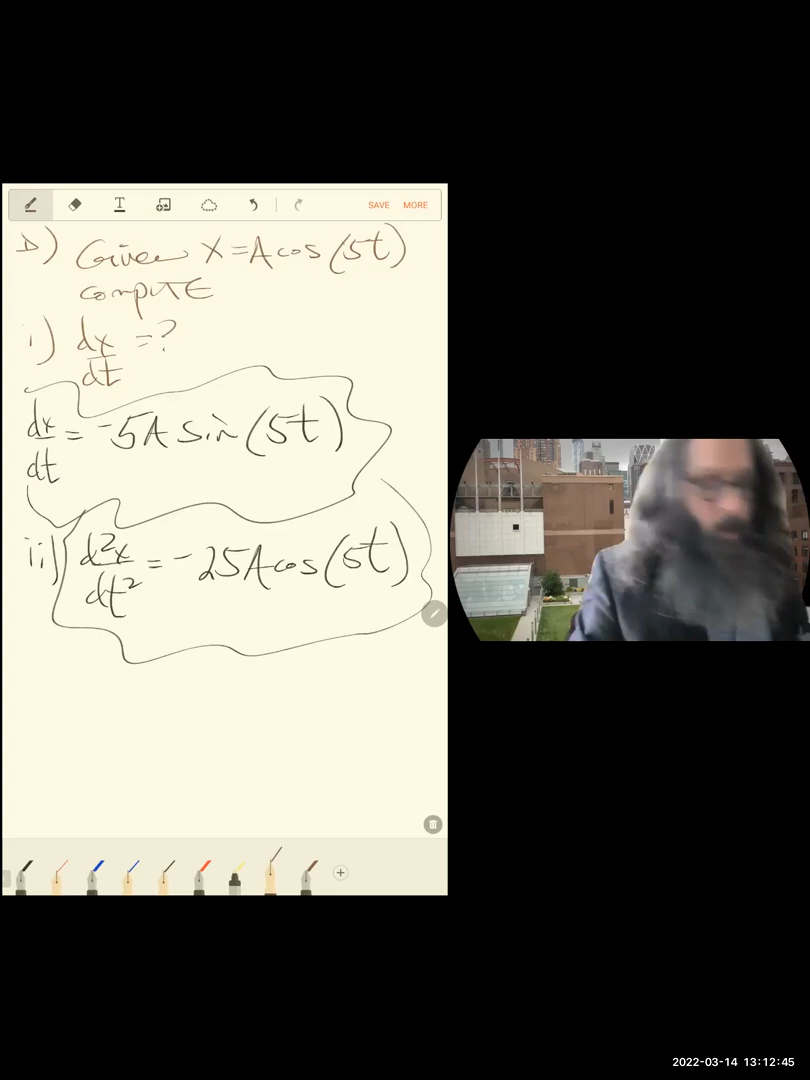 SAVE MORE
D) Given X = A cos (5t)
compute
i) dx/dt = ?
dx/dt = -5A sin (5t)
ii) d²x/dt² = -25A cos (5t)
2022-03-14 13:12:45